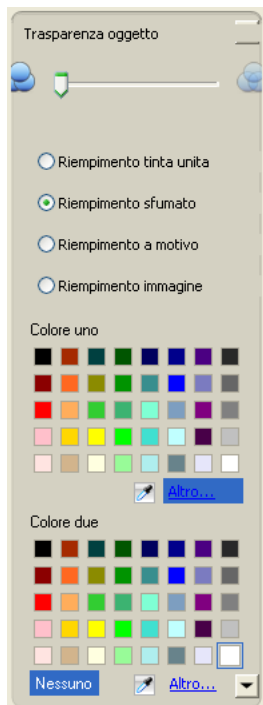 Trasparenza oggetto
Riempimento tinta unita
Riempimento sfumato
Riempimento a motivo
Riempimento immagine
Colore uno
Altro...
Colore due
Nessuno Altro...